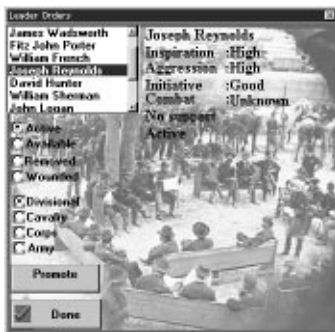 Leader Orders
James Wadsworth
Fitz John Porter
William French
Joseph Reynolds
David Hunter
William Sherman
John Logan
Active
Available
Removed
Wounded
Divisional
Cavalry
Corps
Army
Promote
Done
Joseph Reynolds
Inspiration :High
Aggression :High
Initiative :Good
Combat :Unknown
No support
Active